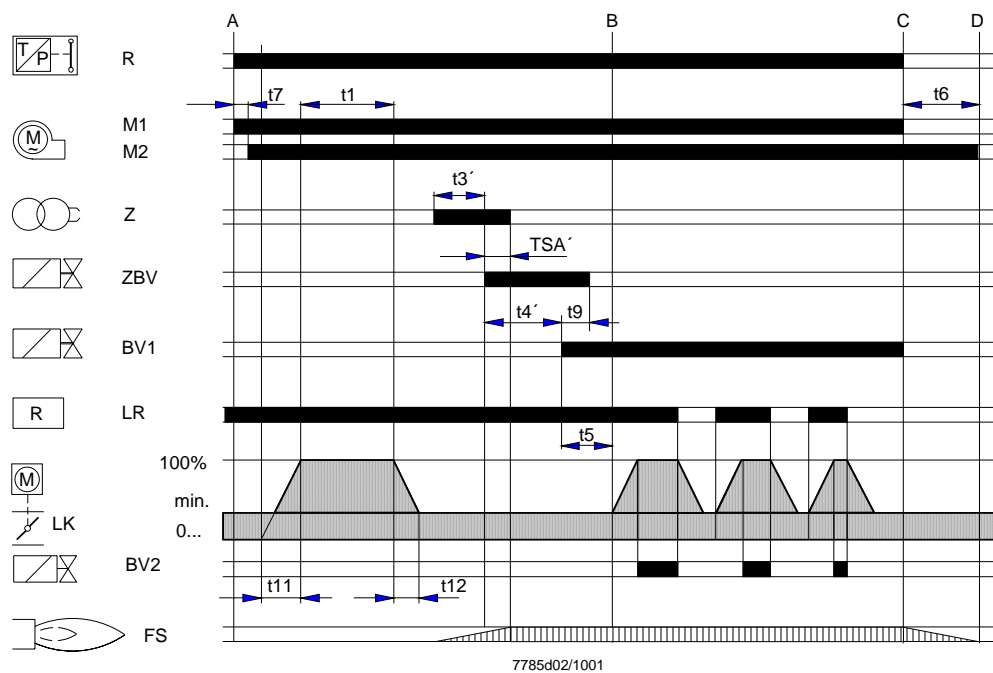 A B C D
T P R
t7 t1 t6
M ~ M1
M2
t3´
Z
TSA´
ZBV
t4´ t9
BV1
R LR
t5
100%
M min.
LK 0...
BV2
t11 t12
FS
7785d02/1001